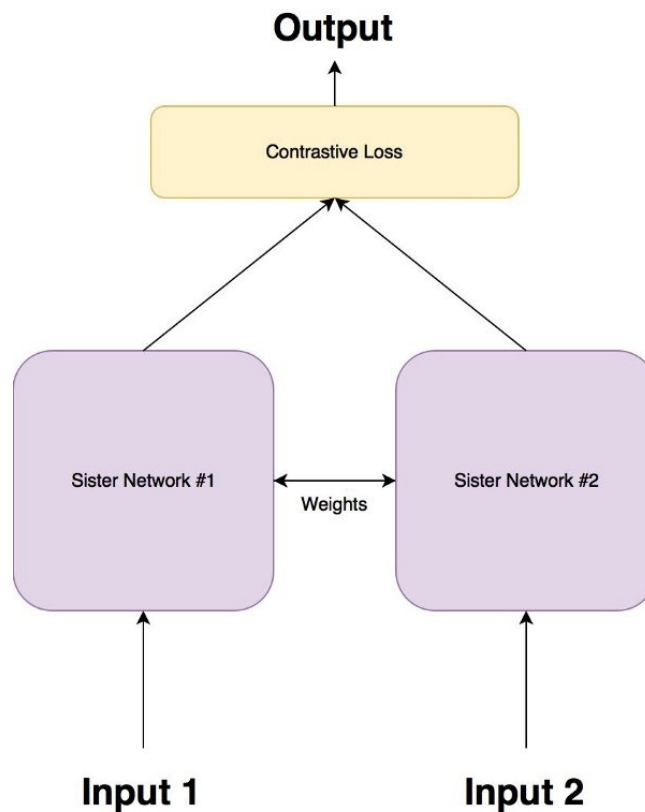 Output
Contrastive Loss
Sister Network #1
Sister Network #2
Weights
Input 1
Input 2